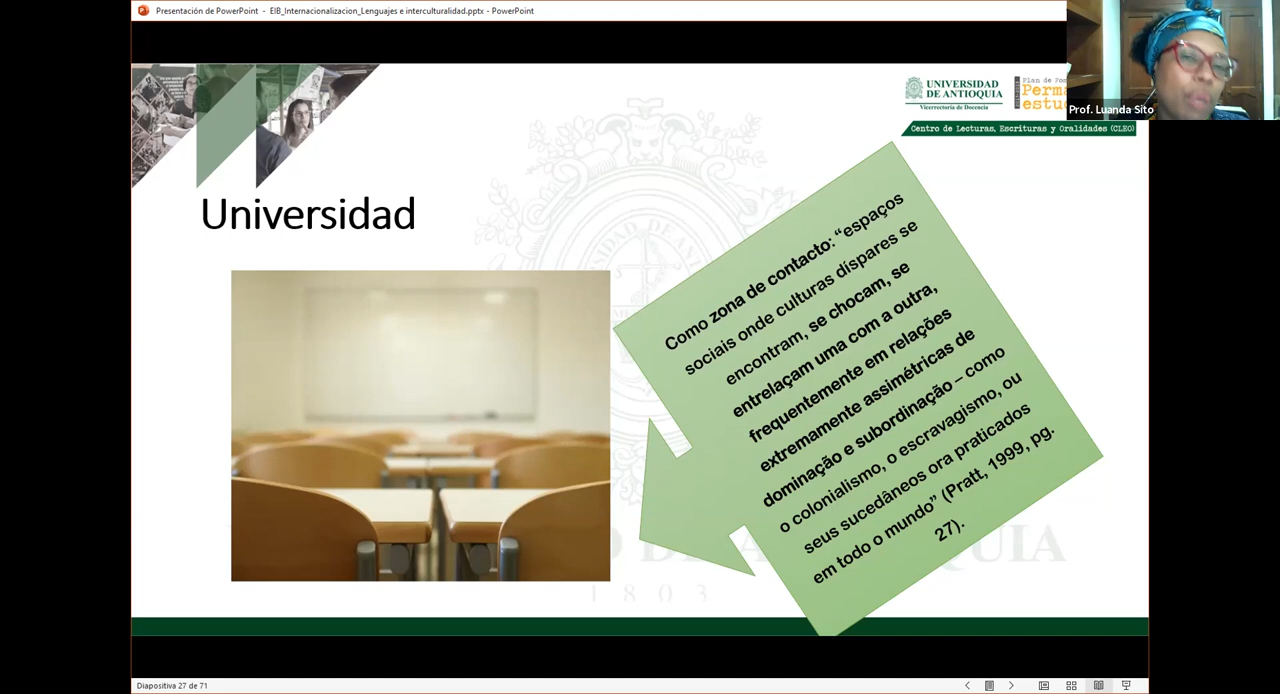 Presentación de PowerPoint - EIB_Internacionalizacion_Lenguajes e interculturalidad.pptx - PowerPoint
UNIVERSIDAD
DE ANTIOQUIA
Vicerrectoría de Docencia
Plan de
Prof. Luanda Sito
Centro de Lecturas, Escrituras y Oralidades (CLEO)
Universidad
Como zona de contacto: “espaços
sociais onde culturas díspares se
encontram, se chocam, se
entrelaçam uma com a outra,
frequentemente em relações
extremamente assimétricas de
dominação e subordinação – como
o colonialismo, o escravagismo, ou
seus sucedâneos ora praticados
em todo o mundo” (Pratt, 1999, pg.
27).
1803
Diapositiva 27 de 71